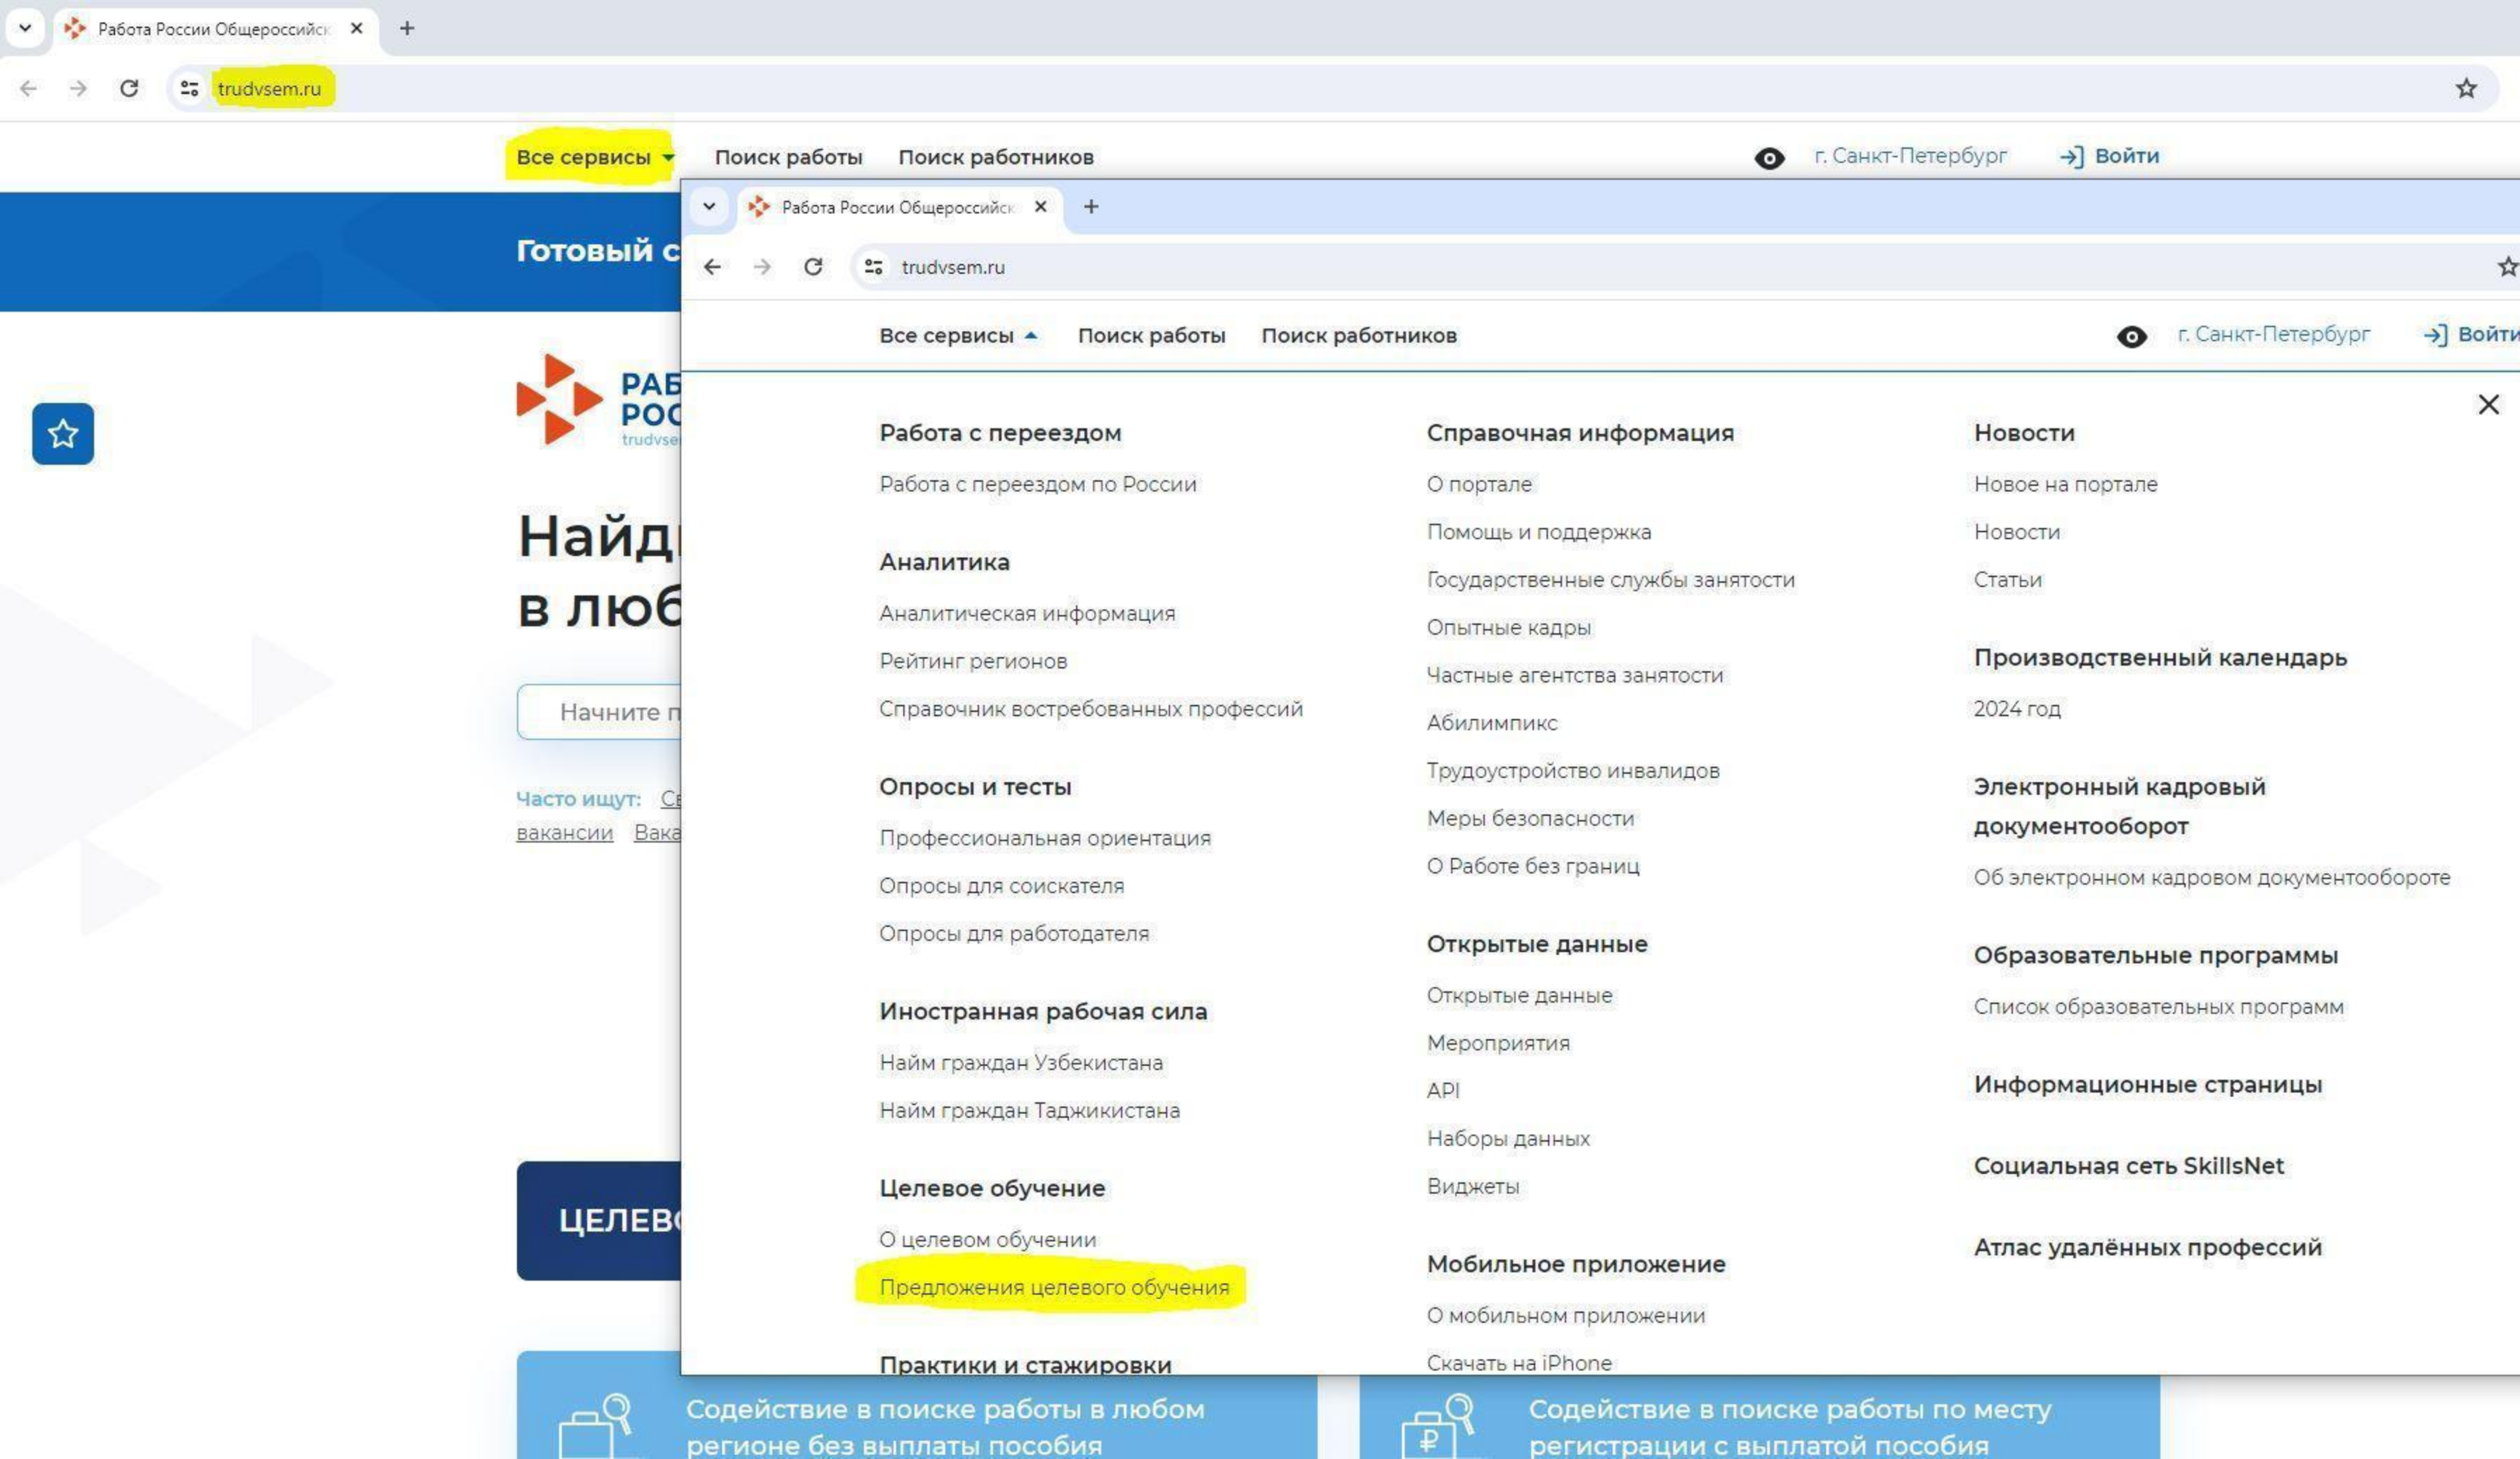 Работа России Общероссийск
trudvsem.ru
Все сервисы
Поиск работы
Поиск работников
г. Санкт-Петербург
Войти
Готовый с
РАБ
РОС
trudvse
Найд
в люб
Начните п
Часто ищут: Св
вакансии Вака
ЦЕЛЕВО
Работа России Общероссийск
trudvsem.ru
Все сервисы
Поиск работы
Поиск работников
г. Санкт-Петербург
Войти
Работа с переездом
Работа с переездом по России
Аналитика
Аналитическая информация
Рейтинг регионов
Справочник востребованных профессий
Опросы и тесты
Профессиональная ориентация
Опросы для соискателя
Опросы для работодателя
Иностранная рабочая сила
Найм граждан Узбекистана
Найм граждан Таджикистана
Целевое обучение
О целевом обучении
Предложения целевого обучения
Практики и стажировки
Справочная информация
О портале
Помощь и поддержка
Государственные службы занятости
Опытные кадры
Частные агентства занятости
Абилимпикс
Трудоустройство инвалидов
Меры безопасности
О Работе без границ
Открытые данные
Открытые данные
Мероприятия
API
Наборы данных
Виджеты
Мобильное приложение
О мобильном приложении
Скачать на iPhone
Новости
Новое на портале
Новости
Статьи
Производственный календарь
2024 год
Электронный кадровый
документооборот
Об электронном кадровом документообороте
Образовательные программы
Список образовательных программ
Информационные страницы
Социальная сеть SkillsNet
Атлас удалённых профессий
Содействие в поиске работы в любом
регионе без выплаты пособия
Содействие в поиске работы по месту
регистрации с выплатой пособия